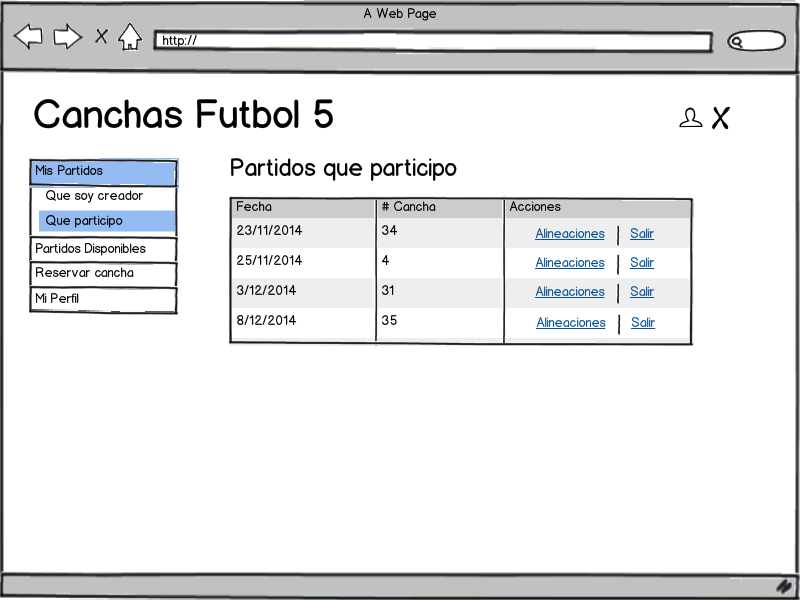 A Web Page
http://
Canchas Futbol 5
Mis Partidos
Que soy creador
Que participo
Partidos Disponibles
Reservar cancha
Mi Perfil
Partidos que participo
Fecha # Cancha Acciones
23/11/2014 34 Alineaciones | Salir
25/11/2014 4 Alineaciones | Salir
3/12/2014 31 Alineaciones | Salir
8/12/2014 35 Alineaciones | Salir